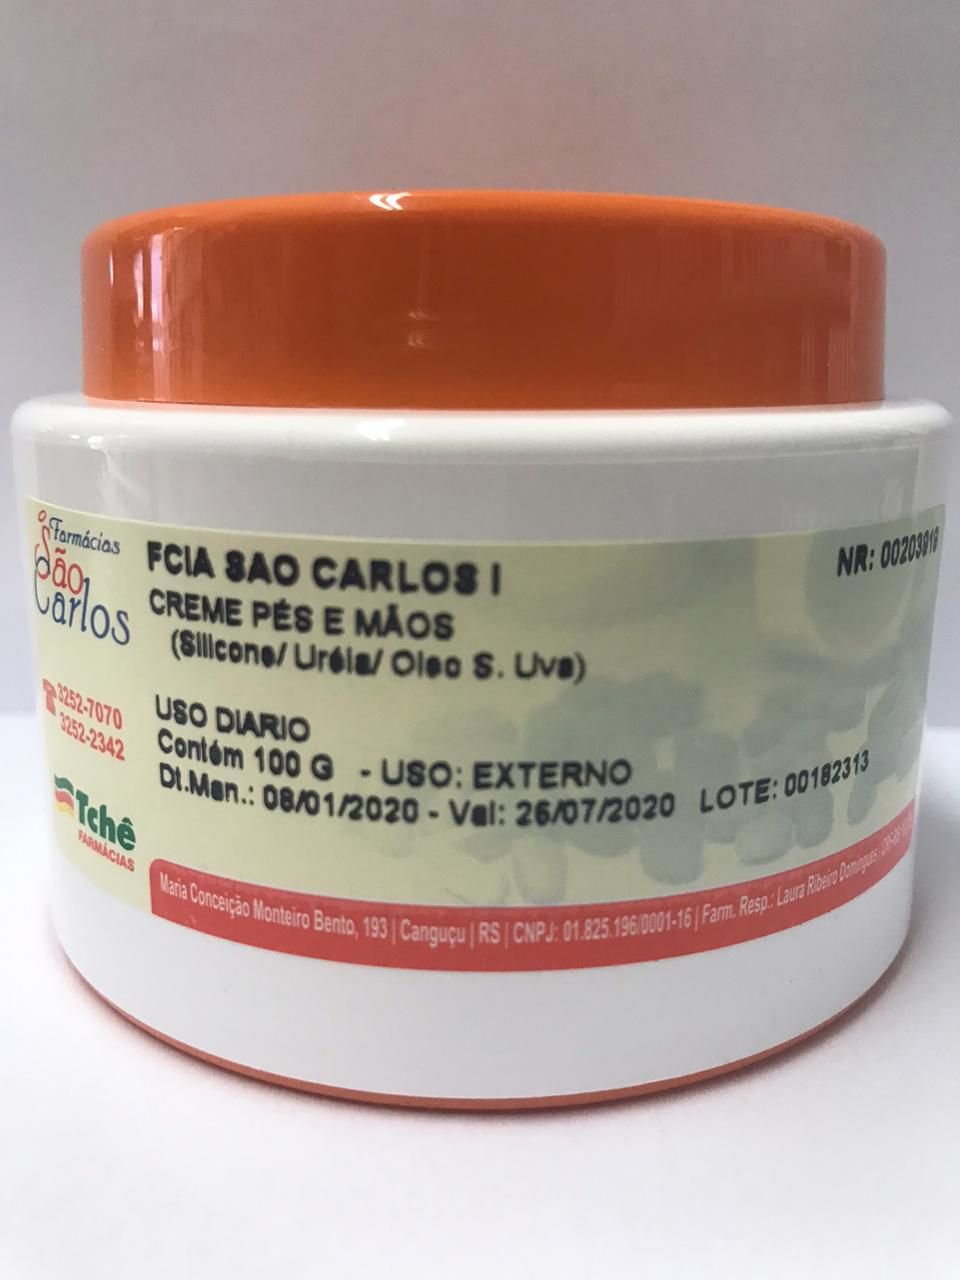 Farmácias
São
Carlos
FCIA SAO CARLOS I
NR: 00203818
CREME PÉS E MÃOS
(Silicone/ Uréia/ Oleo S. Uva)
3252-7070
3252-2342
USO DIARIO
Contém 100 G - USO: EXTERNO
Dt.Man.: 08/01/2020 - Val: 26/07/2020 LOTE: 00182313
Tchê
FARMÁCIAS
Maria Conceição Monteiro Bento, 193 | Canguçu | RS | CNPJ: 01.825.196/0001-16 | Farm. Resp.: Laura Ribeiro Domingues |